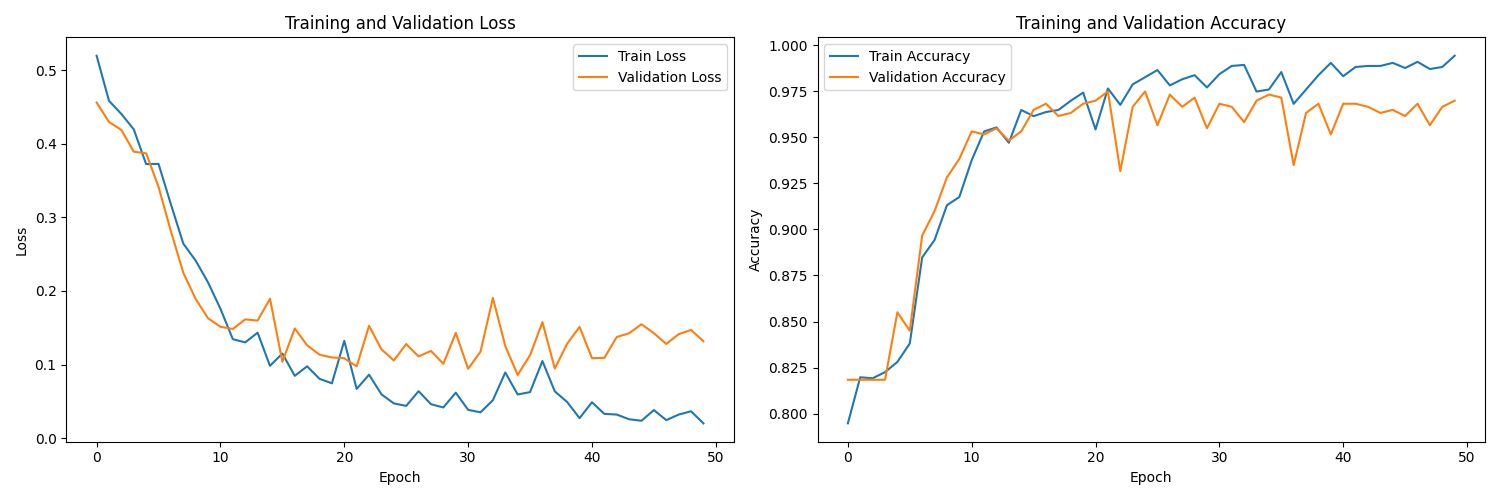 Training and Validation Loss
Train Loss
Validation Loss
0.5
0.4
0.3
0.2
0.1
0.0
Loss
0 10 20 30 40 50
Epoch
Training and Validation Accuracy
Train Accuracy
Validation Accuracy
1.000
0.975
0.950
0.925
0.900
0.875
0.850
0.825
0.800
Accuracy
0 10 20 30 40 50
Epoch